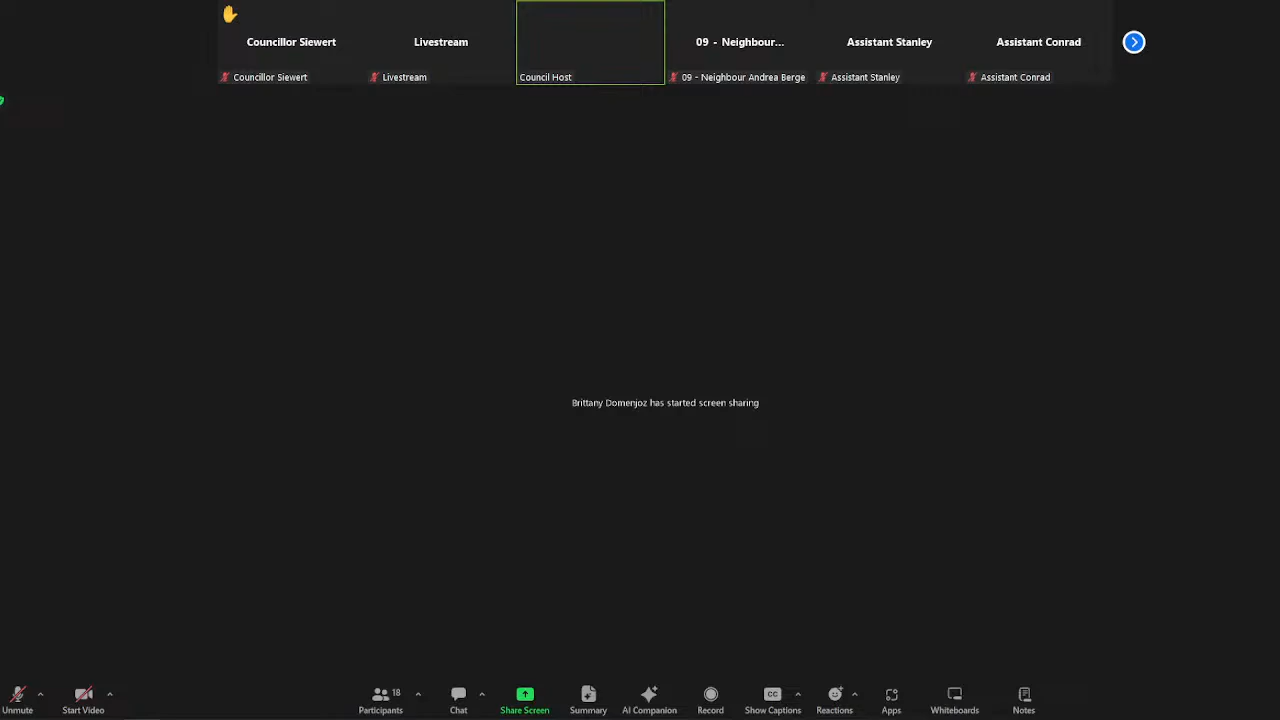 Councillor Siewert
Livestream
09 - Neighbour...
Assistant Stanley
Assistant Conrad
Councillor Siewert
Livestream
Council Host
09 - Neighbour Andrea Berge
Assistant Stanley
Assistant Conrad
Brittany Domenjoz has started screen sharing
18
CC
Unmute
Start Video
Participants
Chat
Share Screen
Summary
AI Companion
Record
Show Captions
Reactions
Apps
Whiteboards
Notes